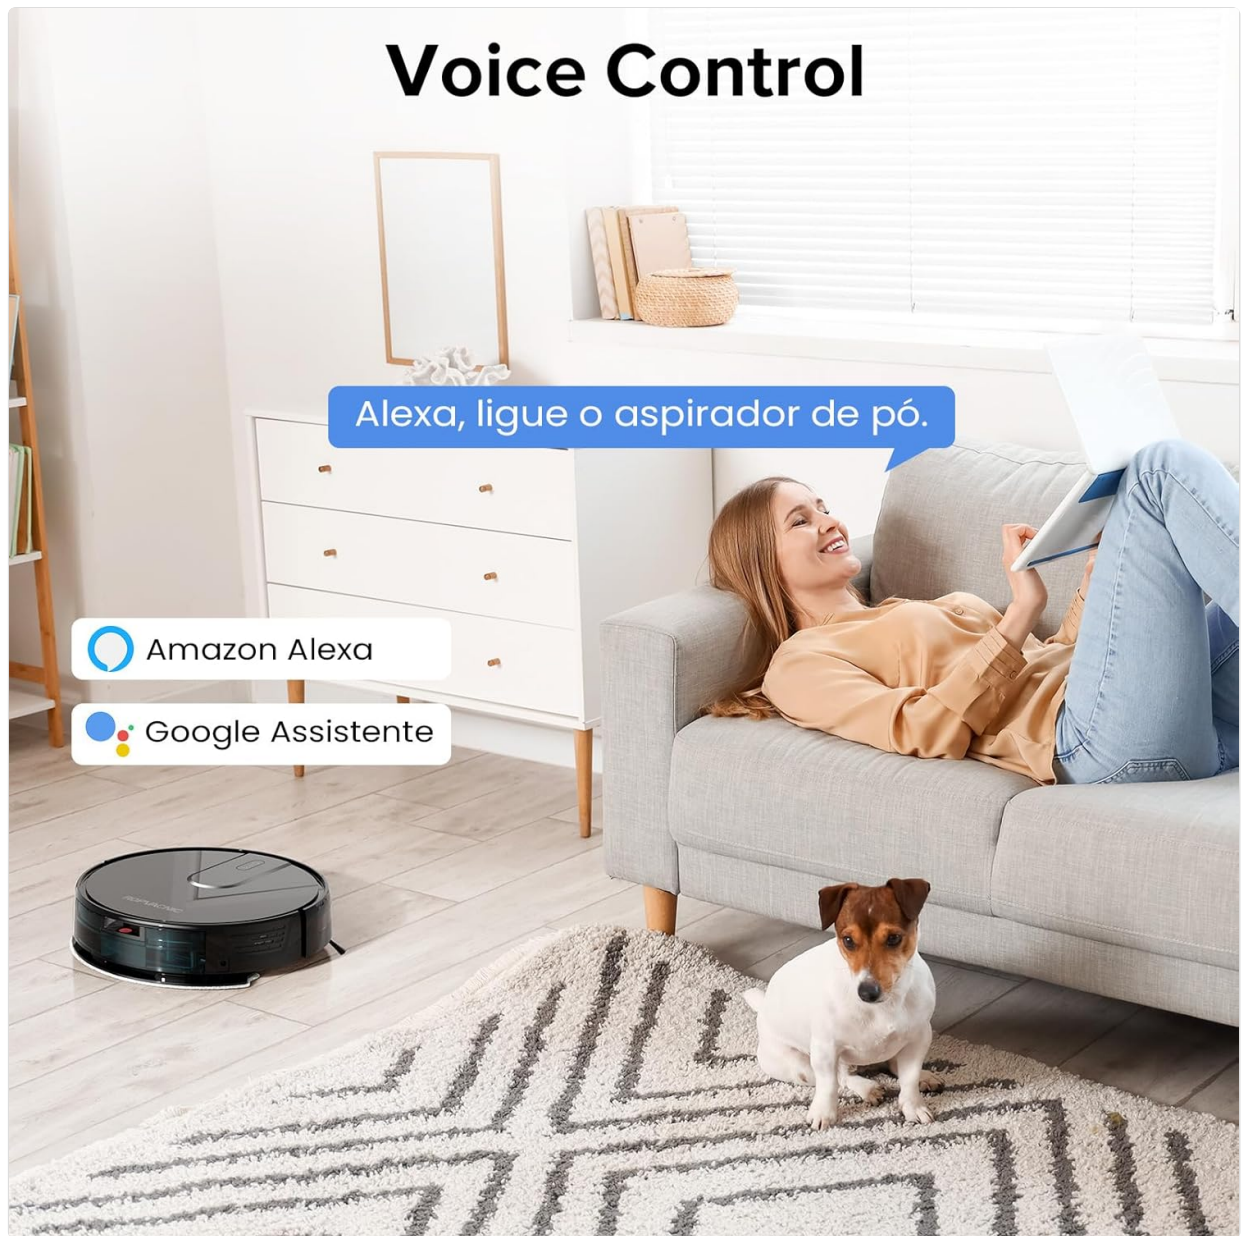 Voice Control
Alexa, ligue o aspirador de pó.
Amazon Alexa
Google Assistente